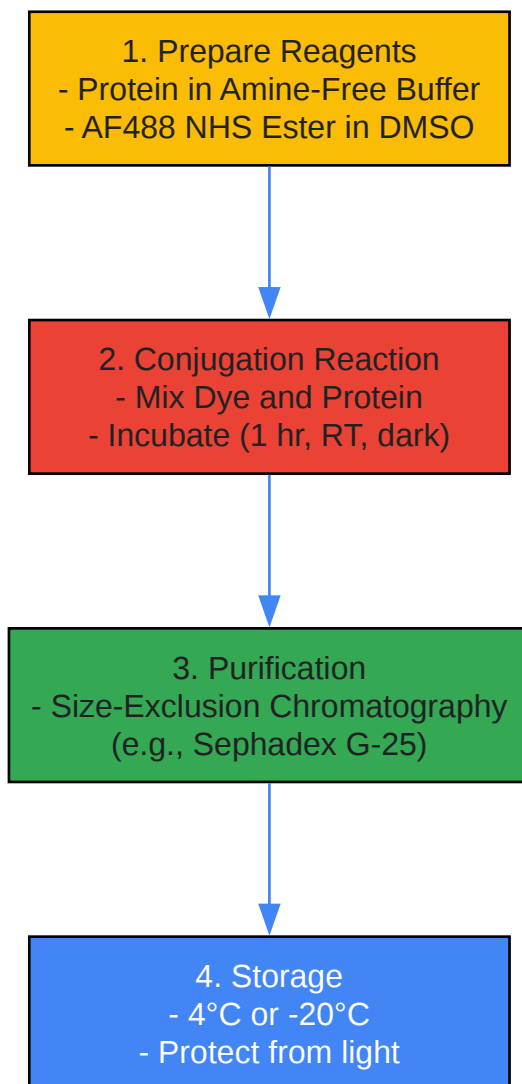 1. Prepare Reagents
- Protein in Amine-Free Buffer
- AF488 NHS Ester in DMSO
2. Conjugation Reaction
- Mix Dye and Protein
- Incubate (1 hr, RT, dark)
3. Purification
- Size-Exclusion Chromatography
(e.g., Sephadex G-25)
4. Storage
- 4°C or -20°C
- Protect from light